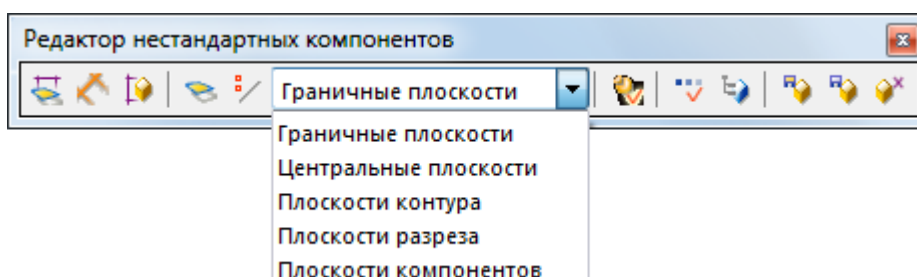 Редактор нестандартных компонентов
Граничные плоскости
Граничные плоскости
Центральные плоскости
Плоскости контура
Плоскости разреза
Плоскости компонентов